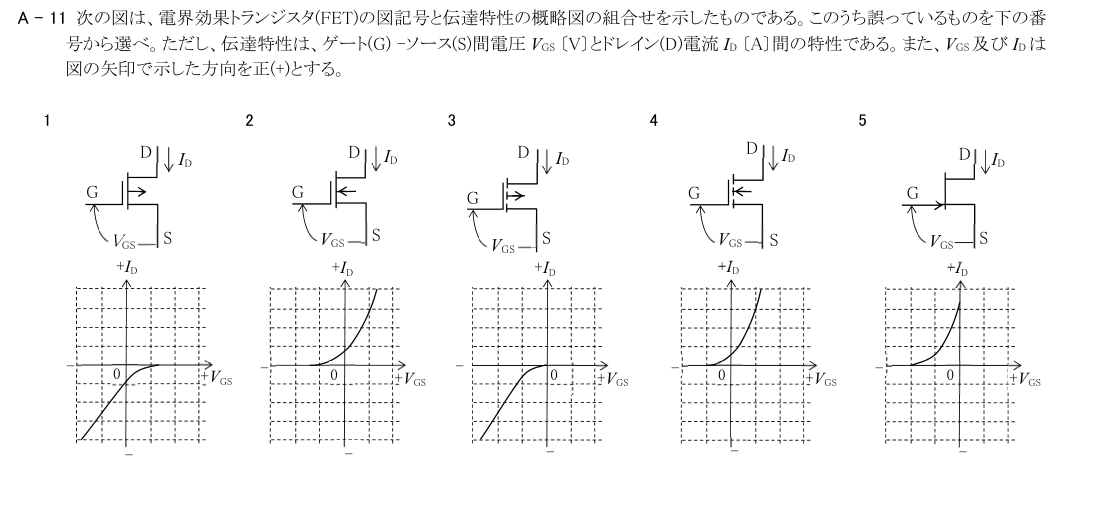 A－11 次の図は、電界効果トランジスタ(FET)の図記号と伝達特性の概略図の組合せを示したものである。このうち誤っているものを下の番
号から選べ。ただし、伝達特性は、ゲート(G)－ソース(S)間電圧 VGS〔V〕とドレイン(D)電流 ID〔A〕間の特性である。また、VGS 及び ID は
図の矢印で示した方向を正(+)とする。
1 2 3 4 5
D ID D ID D ID D ID D ID
G G G G G
VGS S VGS S VGS S VGS S VGS S
+ID +ID +ID +ID +ID
－ 0 +VGS － 0 +VGS － 0 +VGS － 0 +VGS － 0 +VGS
－ － － － －